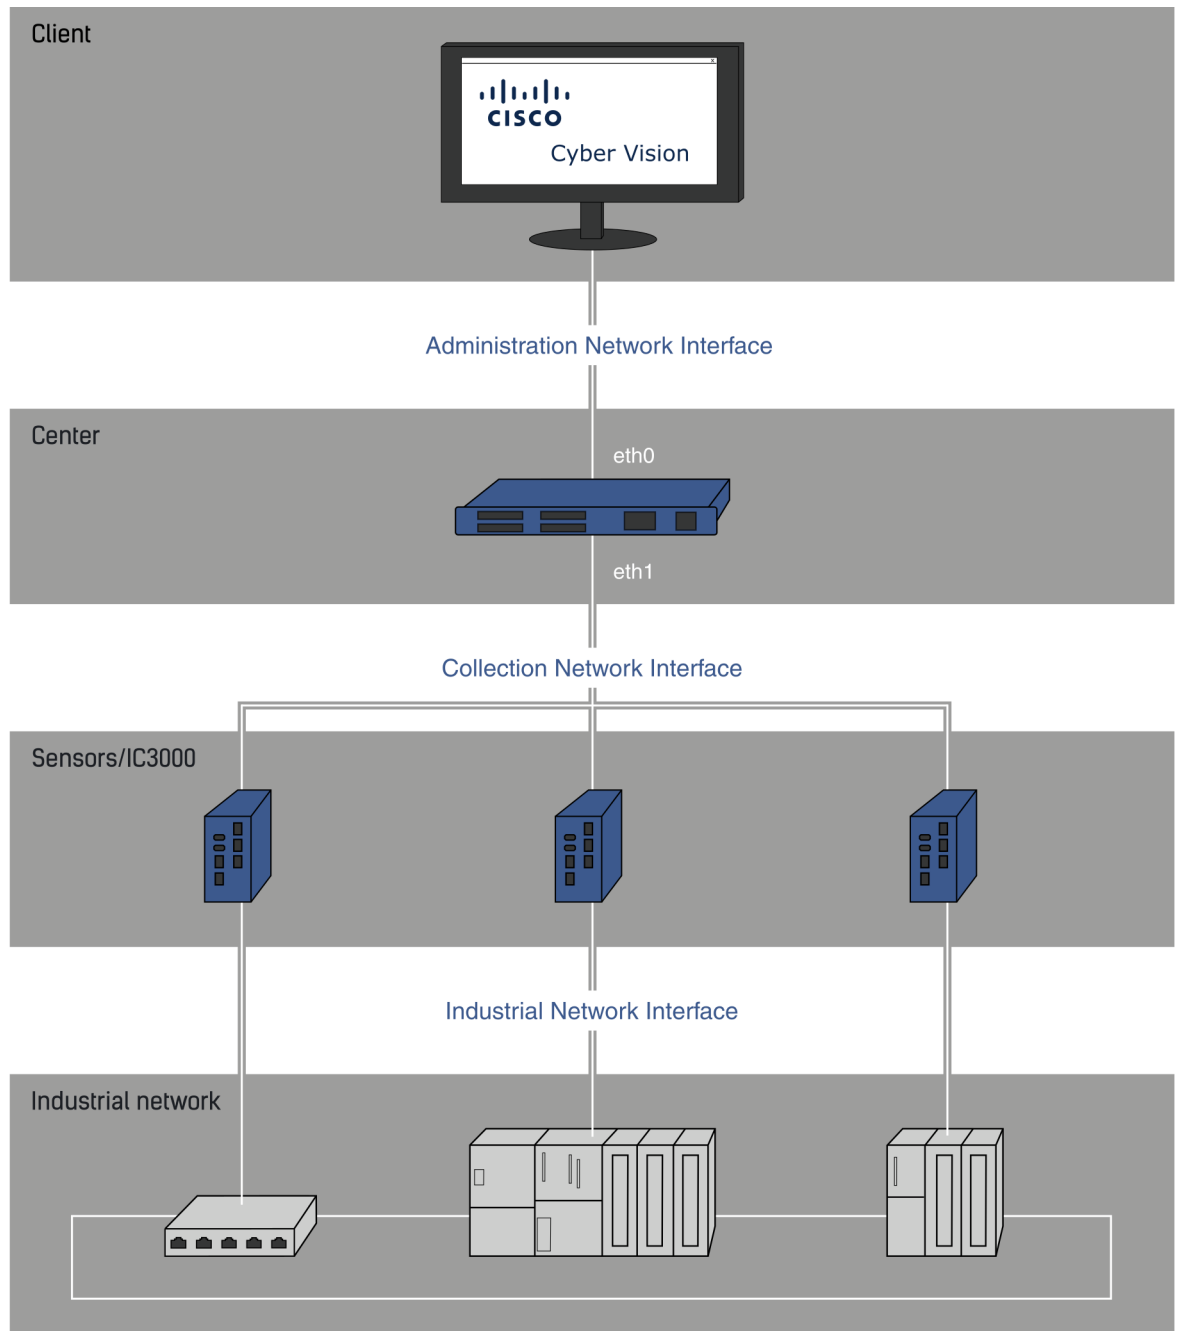 Client
x
CISCO
Cyber Vision
Administration Network Interface
Center
eth0
eth1
Collection Network Interface
Sensors/IC3000
Industrial Network Interface
Industrial network